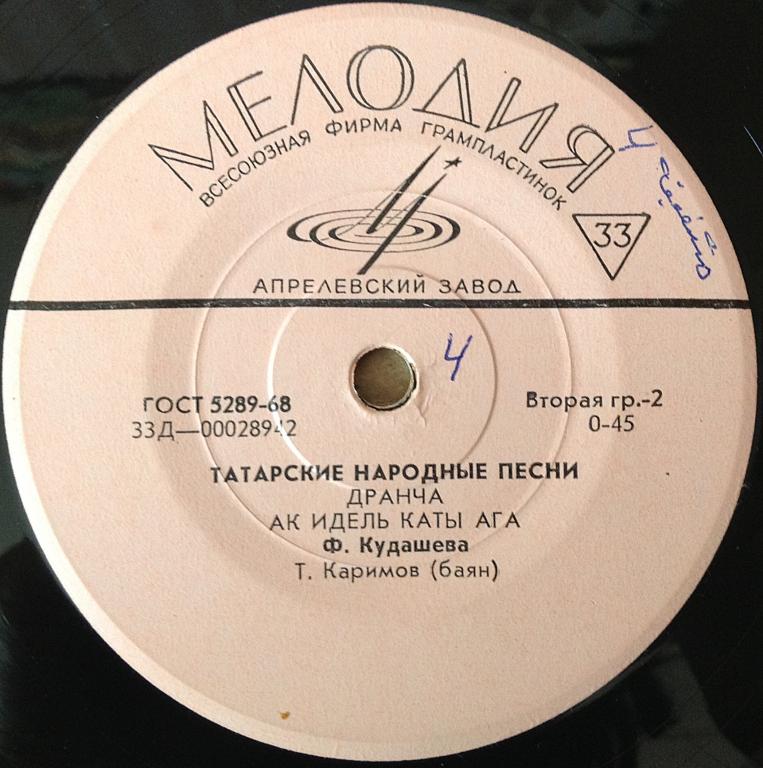 МЕЛОДИЯ
ВСЕСОЮЗНАЯ ФИРМА ГРАМПЛАСТИНОК
33
АПРЕЛЕВСКИЙ ЗАВОД
4
ГОСТ 5289-68
33Д—00028942
Вторая гр.-2
0-45
ТАТАРСКИЕ НАРОДНЫЕ ПЕСНИ
ДРАНЧА
АК ИДЕЛЬ КАТЫ АГА
Ф. Кудашева
Т. Каримов (баян)